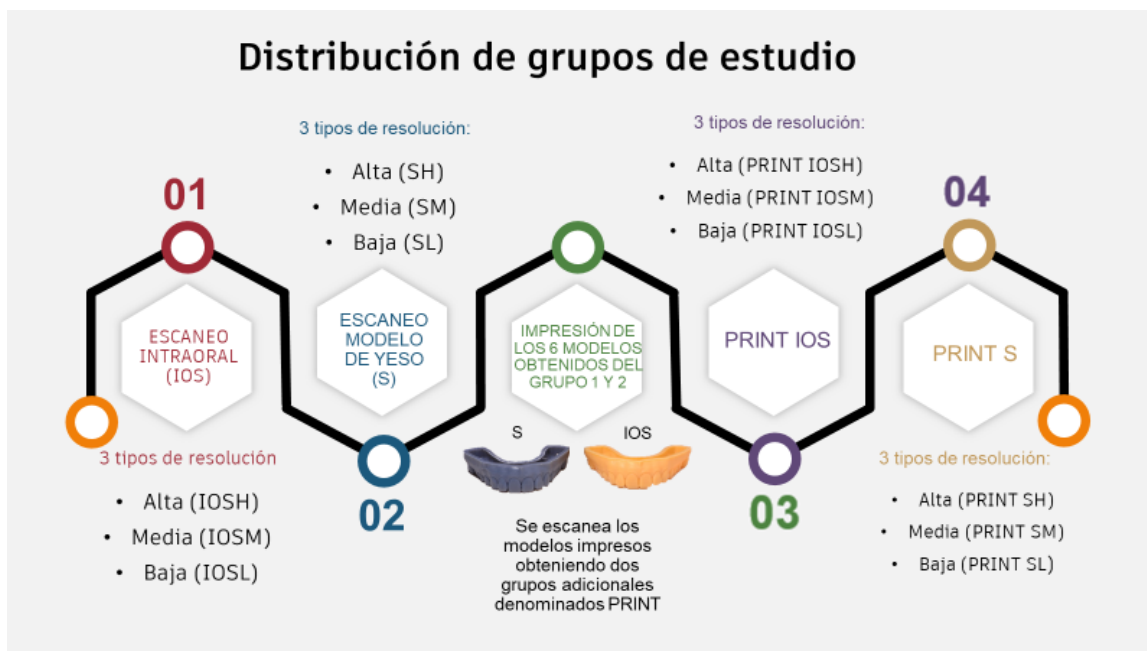 Distribución de grupos de estudio
01
ESCANEO
INTRAORAL
(IOS)
3 tipos de resolución
• Alta (IOSH)
• Media (IOSM)
• Baja (IOSL)
3 tipos de resolución:
• Alta (SH)
• Media (SM)
• Baja (SL)
ESCANEO
MODELO
DE YESO
(S)
02
IMPRESIÓN DE
LOS 6 MODELOS
OBTENIDOS DEL
GRUPO 1 Y 2
S
IOS
Se escanea los
modelos impresos
obteniendo dos
grupos adicionales
denominados PRINT
3 tipos de resolución:
• Alta (PRINT IOSH)
• Media (PRINT IOSM)
• Baja (PRINT IOSL)
PRINT IOS
03
04
PRINT S
3 tipos de resolución:
• Alta (PRINT SH)
• Media (PRINT SM)
• Baja (PRINT SL)